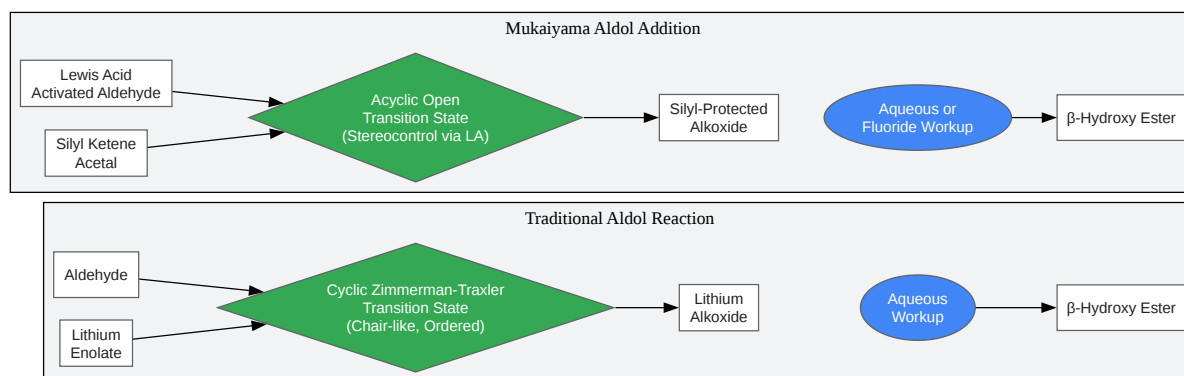 Mukaiyama Aldol Addition
Lewis Acid
Activated Aldehyde
Silyl Ketene
Acetal
Acyclic Open
Transition State
(Stereocontrol via LA)
Silyl-Protected
Alkoxide
Aqueous or
Fluoride Workup
β-Hydroxy Ester
Traditional Aldol Reaction
Aldehyde
Lithium
Enolate
Cyclic Zimmerman-Traxler
Transition State
(Chair-like, Ordered)
Lithium
Alkoxide
Aqueous
Workup
β-Hydroxy Ester